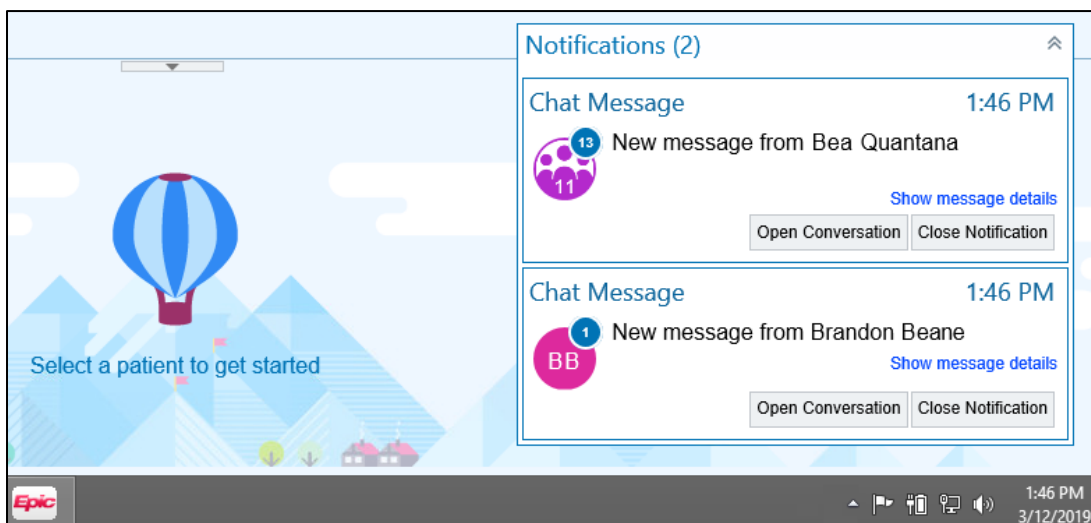 Notifications (2)
Chat Message 1:46 PM
13
New message from Bea Quantana
11
Show message details
Open Conversation Close Notification
Chat Message 1:46 PM
1
New message from Brandon Beane
BB
Show message details
Open Conversation Close Notification
Select a patient to get started
Epic
1:46 PM
3/12/2019